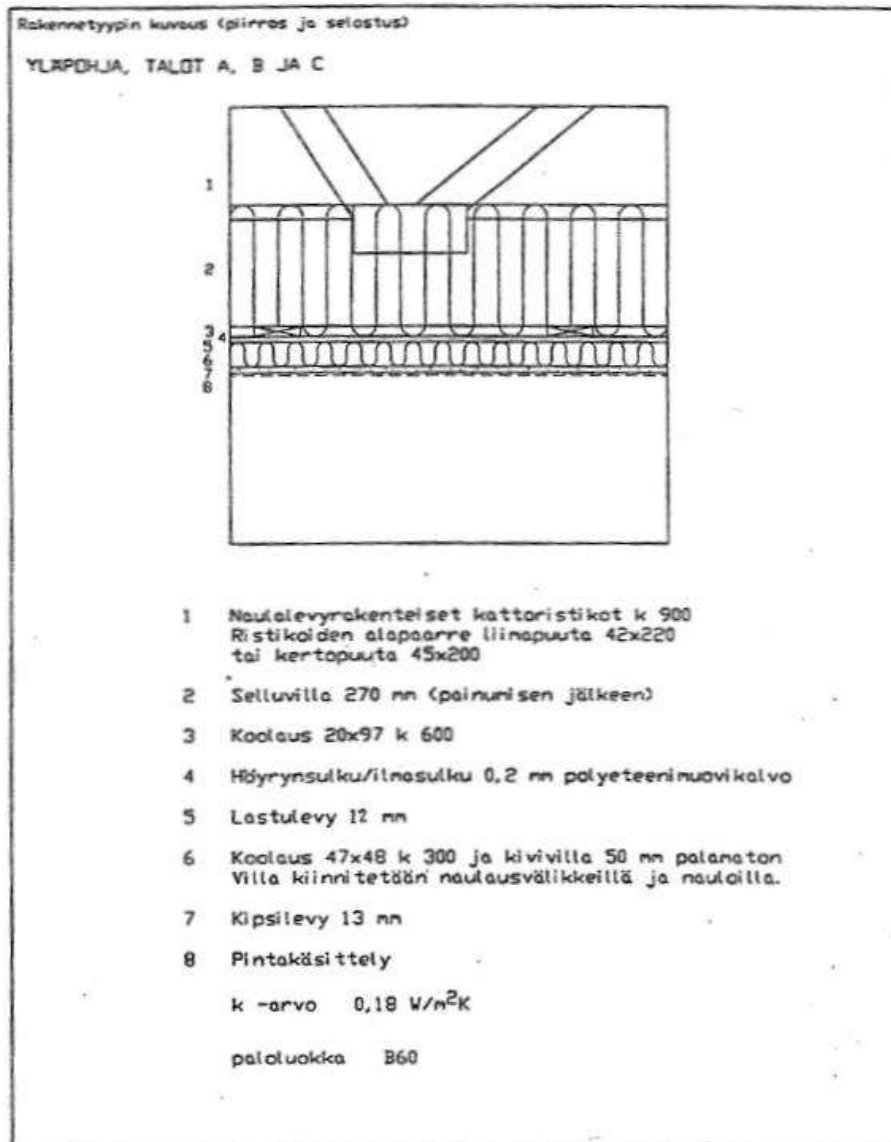 Rakennetyypin kuvaus (piirros ja selostus)
YLÄPOHJA, TALOT A, B JA C
1
2
3
4
5
6
7
8
1 Naulalevyrakenteiset kattoristikot k 900
Ristikoiden alapaarre liinapuuta 42x220
tai kertopuuta 45x200
2 Selluvilla 270 mm (painumisen jälkeen)
3 Koolaus 20x97 k 600
4 Höyrynsulku/ilmasulku 0,2 mm polyeteenimuovikalvo
5 Lastulevy 12 mm
6 Koolaus 47x48 k 300 ja kivivilla 50 mm palamaton
Villa kiinnitetään naulausvälikkeillä ja nauloilla.
7 Kipsilevy 13 mm
8 Pintakäsittely
k -arvo 0,18 W/m²K
paloluokka B60